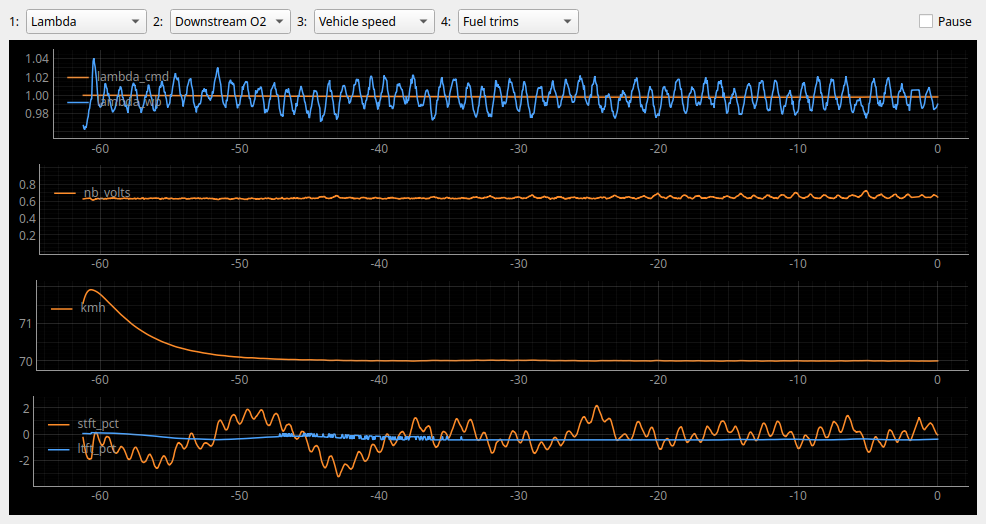 1: Lambda 2: Downstream O2 3: Vehicle speed 4: Fuel trims Pause
1.04
1.02
1.00
0.98
lambda_cmd
lambda_wb
-60 -50 -40 -30 -20 -10 0
0.8
0.6
0.4
0.2
nb_volts
-60 -50 -40 -30 -20 -10 0
71
70
kmh
-60 -50 -40 -30 -20 -10 0
2
0
-2
stft_pct
ltft_pct
-60 -50 -40 -30 -20 -10 0